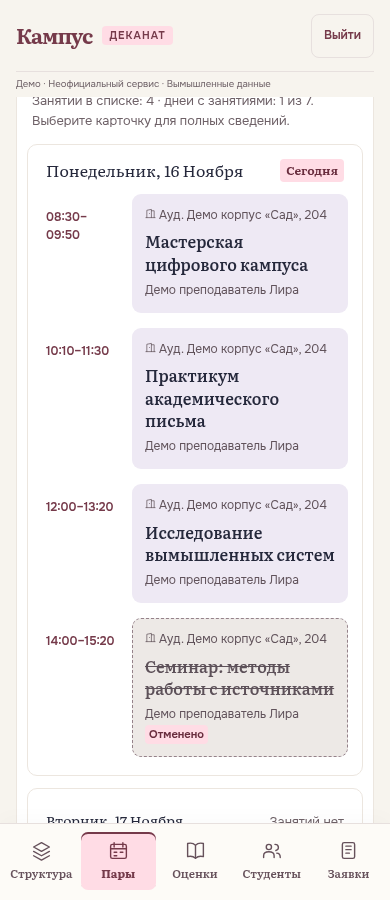 Кампус ДЕКАНАТ Выйти
Демо · Неофициальный сервис · Вымышленные данные
Занятий в списке: 4 · дней с занятиями: 1 из 7.
Выберите карточку для полных сведений.
Понедельник, 16 Ноября Сегодня
08:30–
09:50
Ауд. Демо корпус «Сад», 204
Мастерская
цифрового кампуса
Демо преподаватель Лира
10:10–11:30
Ауд. Демо корпус «Сад», 204
Практикум
академического
письма
Демо преподаватель Лира
12:00–13:20
Ауд. Демо корпус «Сад», 204
Исследование
вымышленных систем
Демо преподаватель Лира
14:00–15:20
Ауд. Демо корпус «Сад», 204
Семинар: методы
работы с источниками
Демо преподаватель Лира
Отменено
Вторник, 17 Ноября Занятий нет
Структура Пары Оценки Студенты Заявки